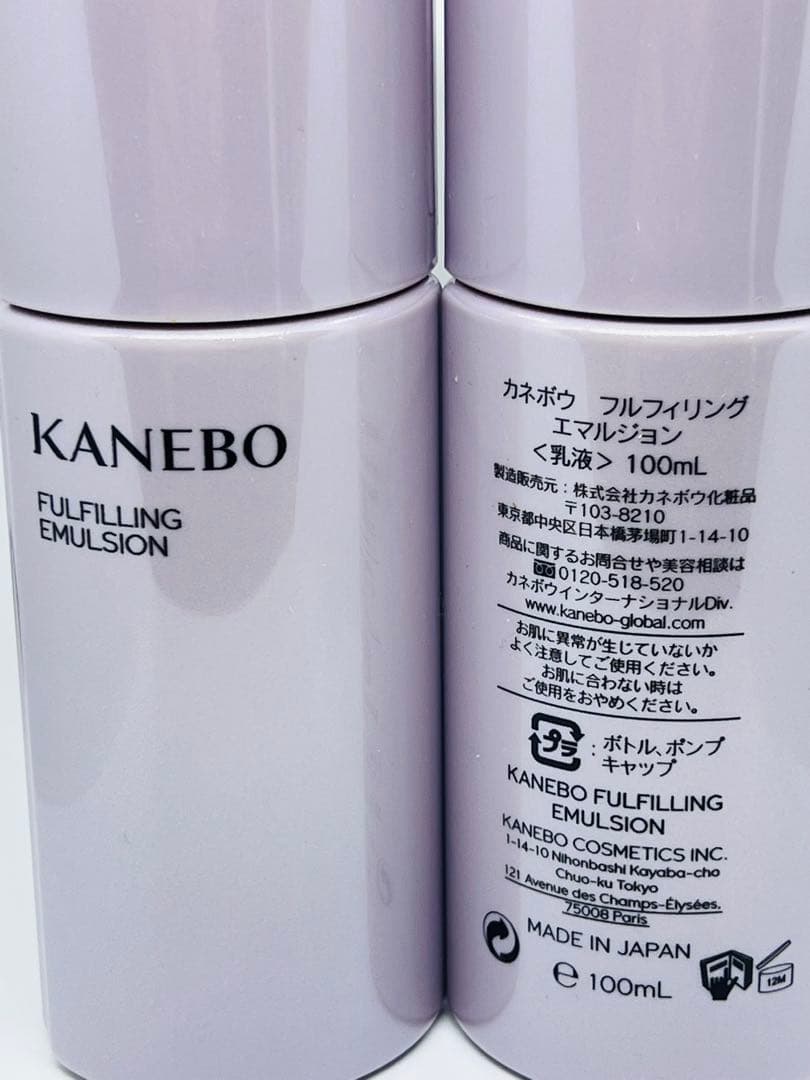 KANEBO
FULFILLING
EMULSION
カネボウ フルフィリング
エマルジョン
＜乳液＞ 100mL
製造販売元：株式会社カネボウ化粧品
〒103-8210
東京都中央区日本橋茅場町1-14-10
商品に関するお問合せや美容相談は
0120-518-520
カネボウインターナショナルDiv.
www.kanebo-global.com
お肌に異常が生じていないか
よく注意してご使用ください。
お肌に合わない時は
ご使用をおやめください。
プラ：ボトル、ポンプ
キャップ
KANEBO FULFILLING
EMULSION
KANEBO COSMETICS INC.
1-14-10 Nihonbashi Kayaba-cho
Chuo-ku Tokyo
121 Avenue des Champs-Élysées,
75008 Paris
MADE IN JAPAN
℮ 100mL
12M